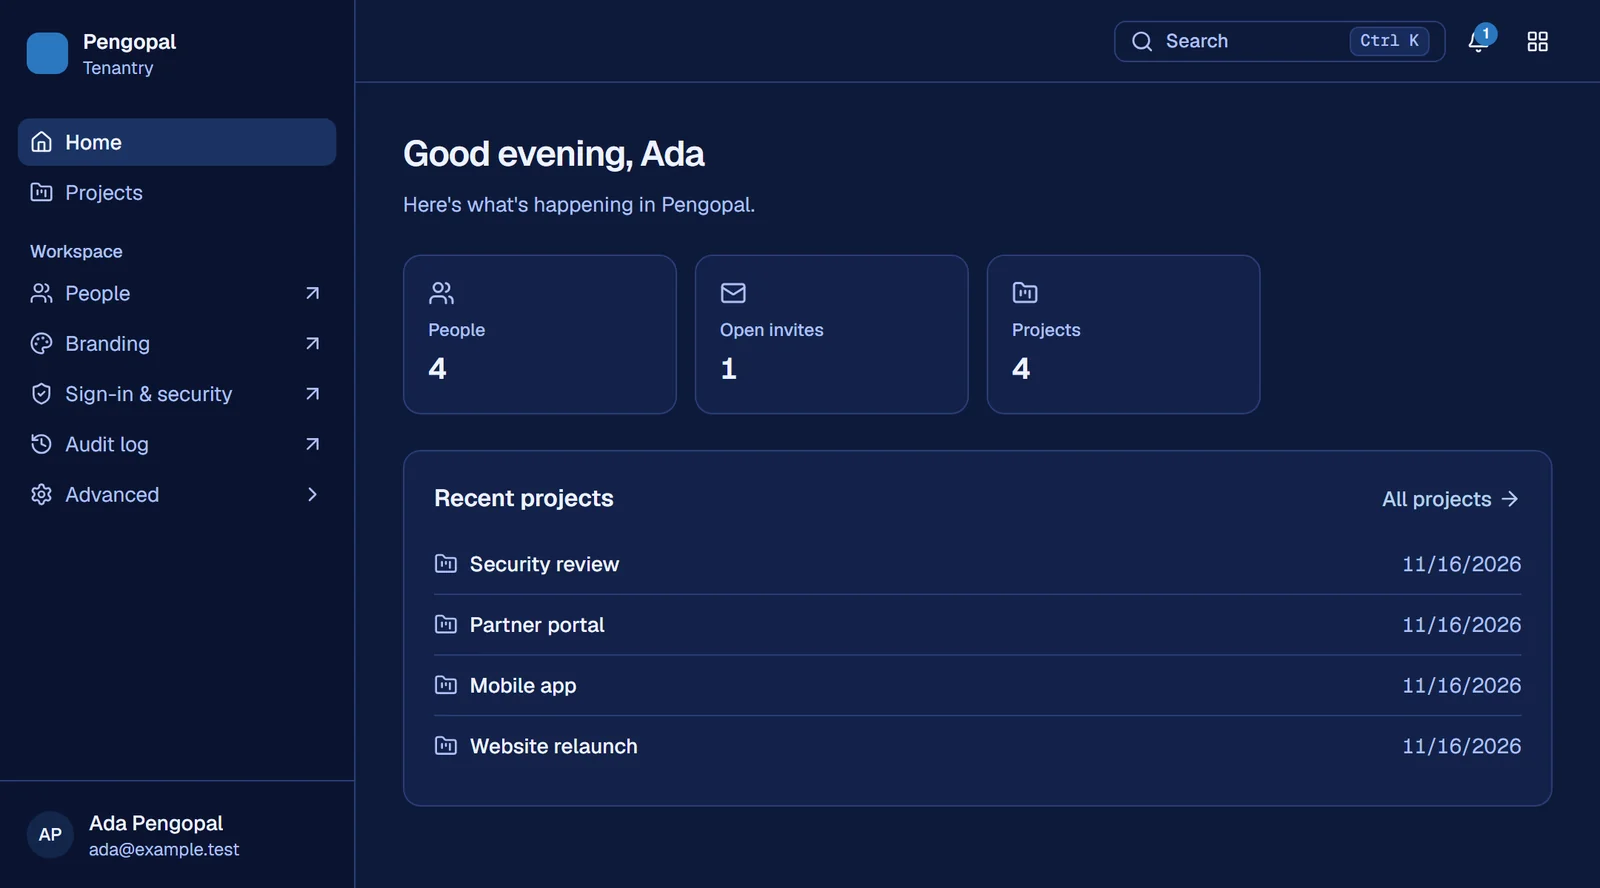 Pengopal
Tenantry
Home
Projects
Workspace
People
Branding
Sign-in & security
Audit log
Advanced
Ada Pengopal
AP
ada@example.test
Search
Ctrl K
1
Good evening, Ada
Here's what's happening in Pengopal.
People
4
Open invites
1
Projects
4
Recent projects
All projects
Security review
11/16/2026
Partner portal
11/16/2026
Mobile app
11/16/2026
Website relaunch
11/16/2026